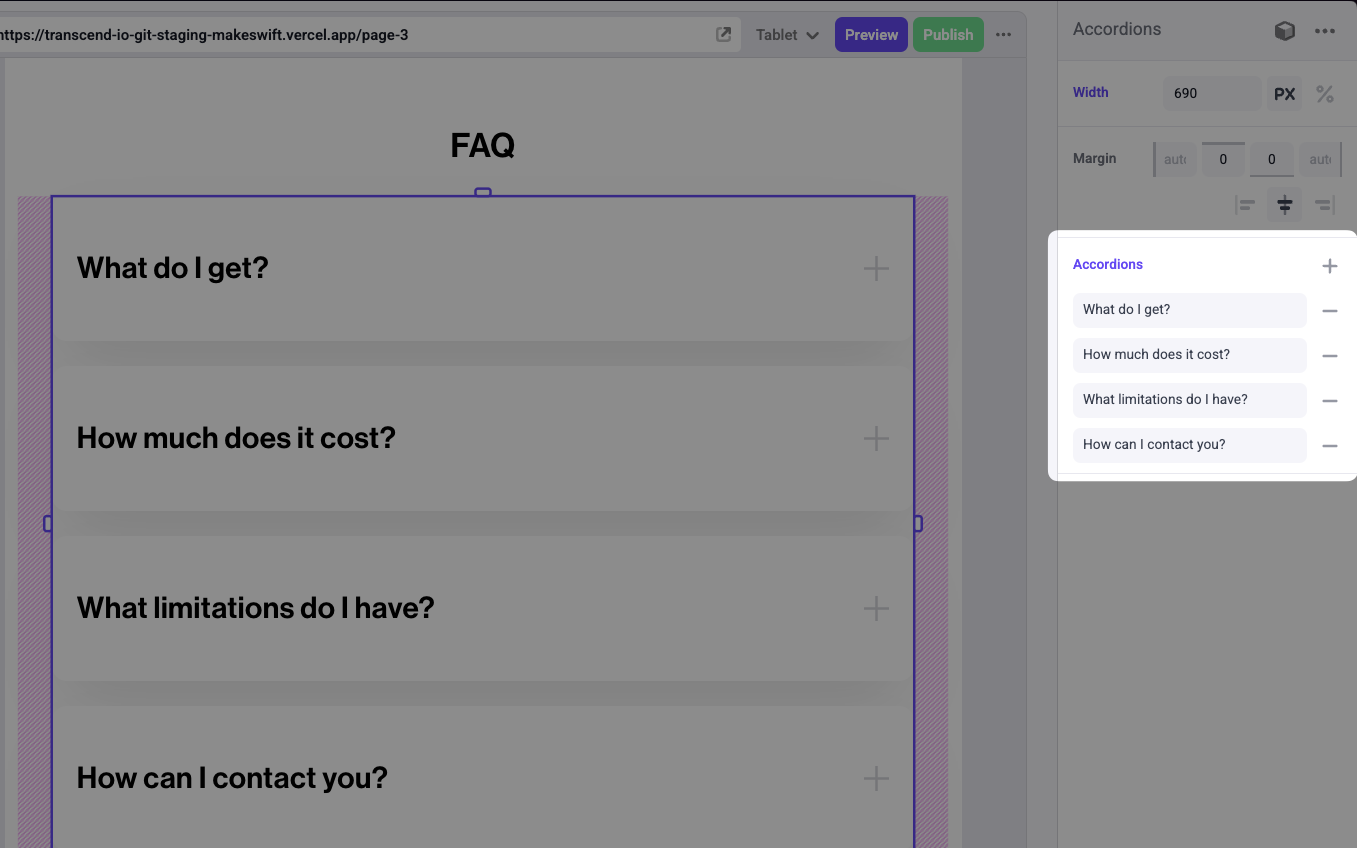 https://transcend-io-git-staging-makeswift.vercel.app/page-3
Tablet
Preview
Publish
FAQ
What do I get?
How much does it cost?
What limitations do I have?
How can I contact you?
Accordions
Width
690
PX
%
Margin
auto
0
0
auto
Accordions
What do I get?
How much does it cost?
What limitations do I have?
How can I contact you?